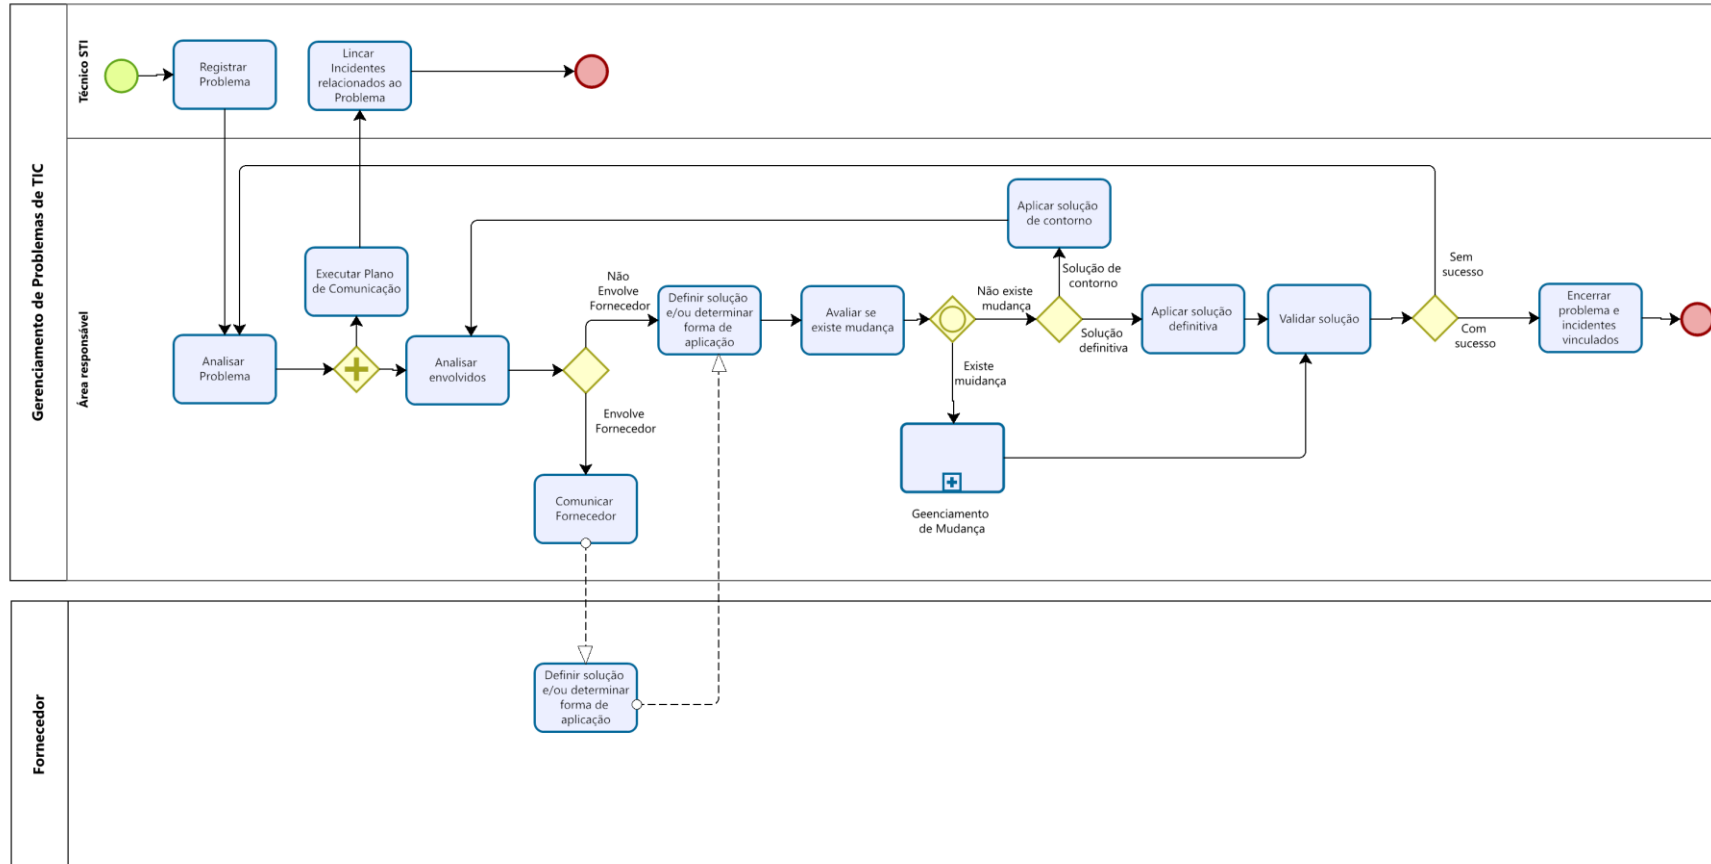 Gerenciamento de Problemas de TIC
Técnico STI
Registrar
Problema
Lincar
Incidentes
relacionados ao
Problema
Área responsável
Analisar
Problema
Executar Plano
de Comunicação
Analisar
envolvidos
Não
Envolve
Fornecedor
Envolve
Fornecedor
Comunicar
Fornecedor
Definir solução
e/ou determinar
forma de
aplicação
Avaliar se
existe mudança
Não existe
mudança
Existe
muidança
Geenciamento
de Mudança
Aplicar solução
de contorno
Solução de
contorno
Solução
definitiva
Aplicar solução
definitiva
Validar solução
Sem
sucesso
Com
sucesso
Encerrar
problema e
incidentes
vinculados
Fornecedor
Definir solução
e/ou determinar
forma de
aplicação